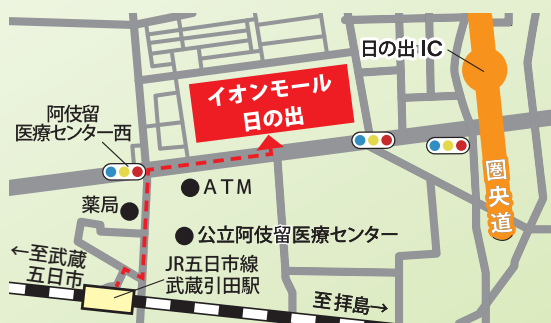 日の出IC
イオンモール
日の出
阿伎留
医療センター西
圏央道
ATM
薬局
公立阿伎留医療センター
←至武蔵
五日市
JR五日市線
武蔵引田駅
至拝島→